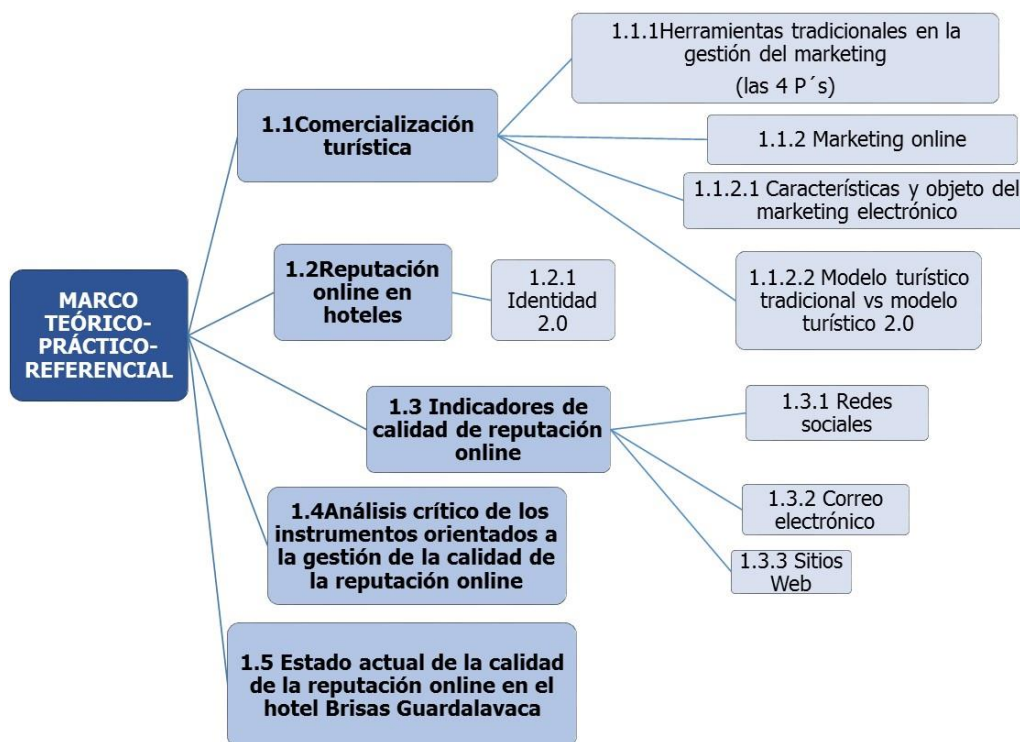 MARCO
TEÓRICO-
PRÁCTICO-
REFERENCIAL
1.1Comercialización
turística
1.1.1Herramientas tradicionales en la
gestión del marketing
(las 4 P´s)
1.1.2 Marketing online
1.1.2.1 Características y objeto del
marketing electrónico
1.1.2.2 Modelo turístico
tradicional vs modelo
turístico 2.0
1.2Reputación
online en
hoteles
1.2.1
Identidad
2.0
1.3 Indicadores de
calidad de reputación
online
1.3.1 Redes
sociales
1.3.2 Correo
electrónico
1.3.3 Sitios
Web
1.4Análisis crítico de los
instrumentos orientados a
la gestión de la calidad de
la reputación online
1.5 Estado actual de la calidad
de la reputación online en el
hotel Brisas Guardalavaca